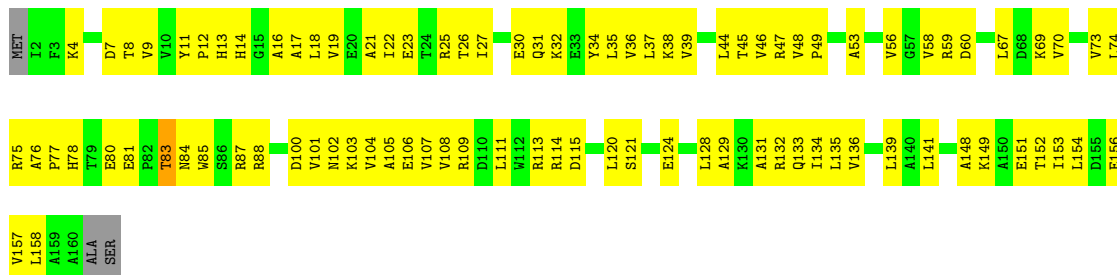 MET I2 F3 K4 D7 T8 V9 V10 Y11 P12 H13 H14 G15 A16 A17 L18 V19 E20 A21 I22 E23 T24 R25 T26 I27 E30 Q31 K32 E33 Y34 L35 V36 L37 K38 V39 L44 T45 V46 R47 V48 P49 A53 V56 G57 V58 R59 D60 L67 D68 K69 V70 V73 L74
R75 A76 P77 H78 T79 E80 E81 P82 T83 N84 W85 S86 R87 R88 D100 V101 N102 K103 V104 A105 E106 V107 V108 R109 D110 L111 W112 R113 R114 D115 L120 S121 E124 L128 A129 K130 A131 R132 Q133 I134 L135 V136 L139 A140 L141 A148 K149 A150 E151 T152 I153 L154 D155 E156
V157 L158 A159 A160 ALA SER